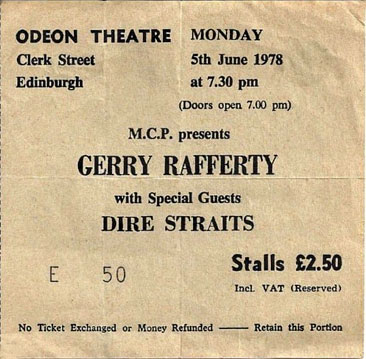 ODEON THEATRE MONDAY
Clerk Street 5th June 1978
Edinburgh at 7.30 pm
(Doors open 7.00 pm)
M.C.P. presents
GERRY RAFFERTY
with Special Guests
DIRE STRAITS
E 50 Stalls £2.50
Incl. VAT (Reserved)
No Ticket Exchanged or Money Refunded —— Retain this Portion